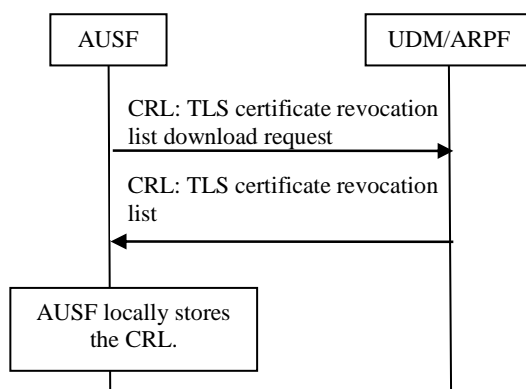 AUSF
UDM/ARPF
CRL: TLS certificate revocation
list download request
CRL: TLS certificate revocation
list
AUSF locally stores
the CRL.